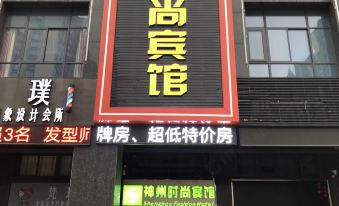 尚宾馆
璞
象设计会所
3名 发型师
牌房、超低特价房
神州时尚宾馆
Shenzhou Fashion Hotel